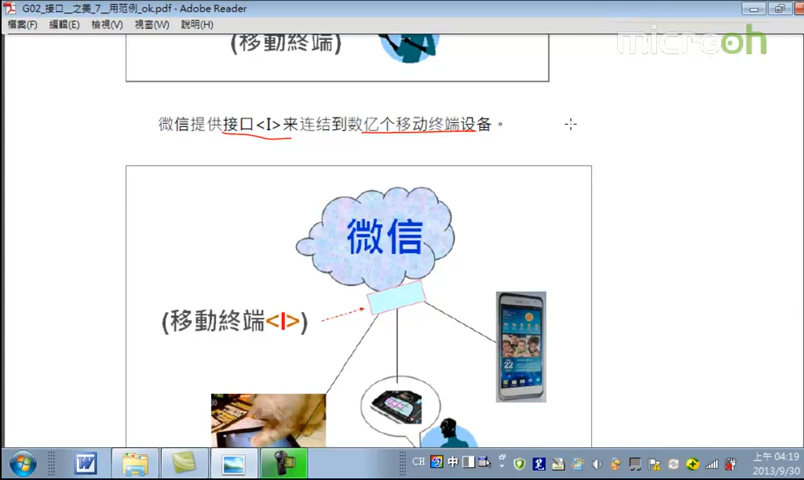 G02_接口__之美_7__用范例_ok.pdf - Adobe Reader
檔案(F) 編輯(E) 檢視(V) 視窗(W) 說明(H)
microoh
(移動終端)
微信提供接口<I>来连结到数亿个移动终端设备。
微信
(移動終端<I>)
CH 中
上午 04:19
2013/9/30